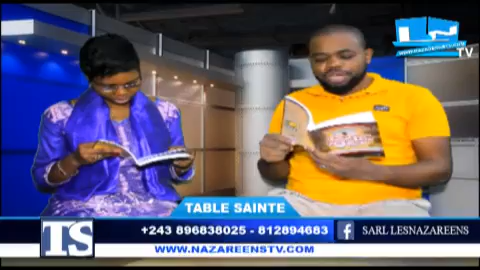 TV
TABLE SAINTE
TS
+243 896838025 - 812894683
f SARL LESNAZAREENS
WWW.NAZAREENSTV.COM